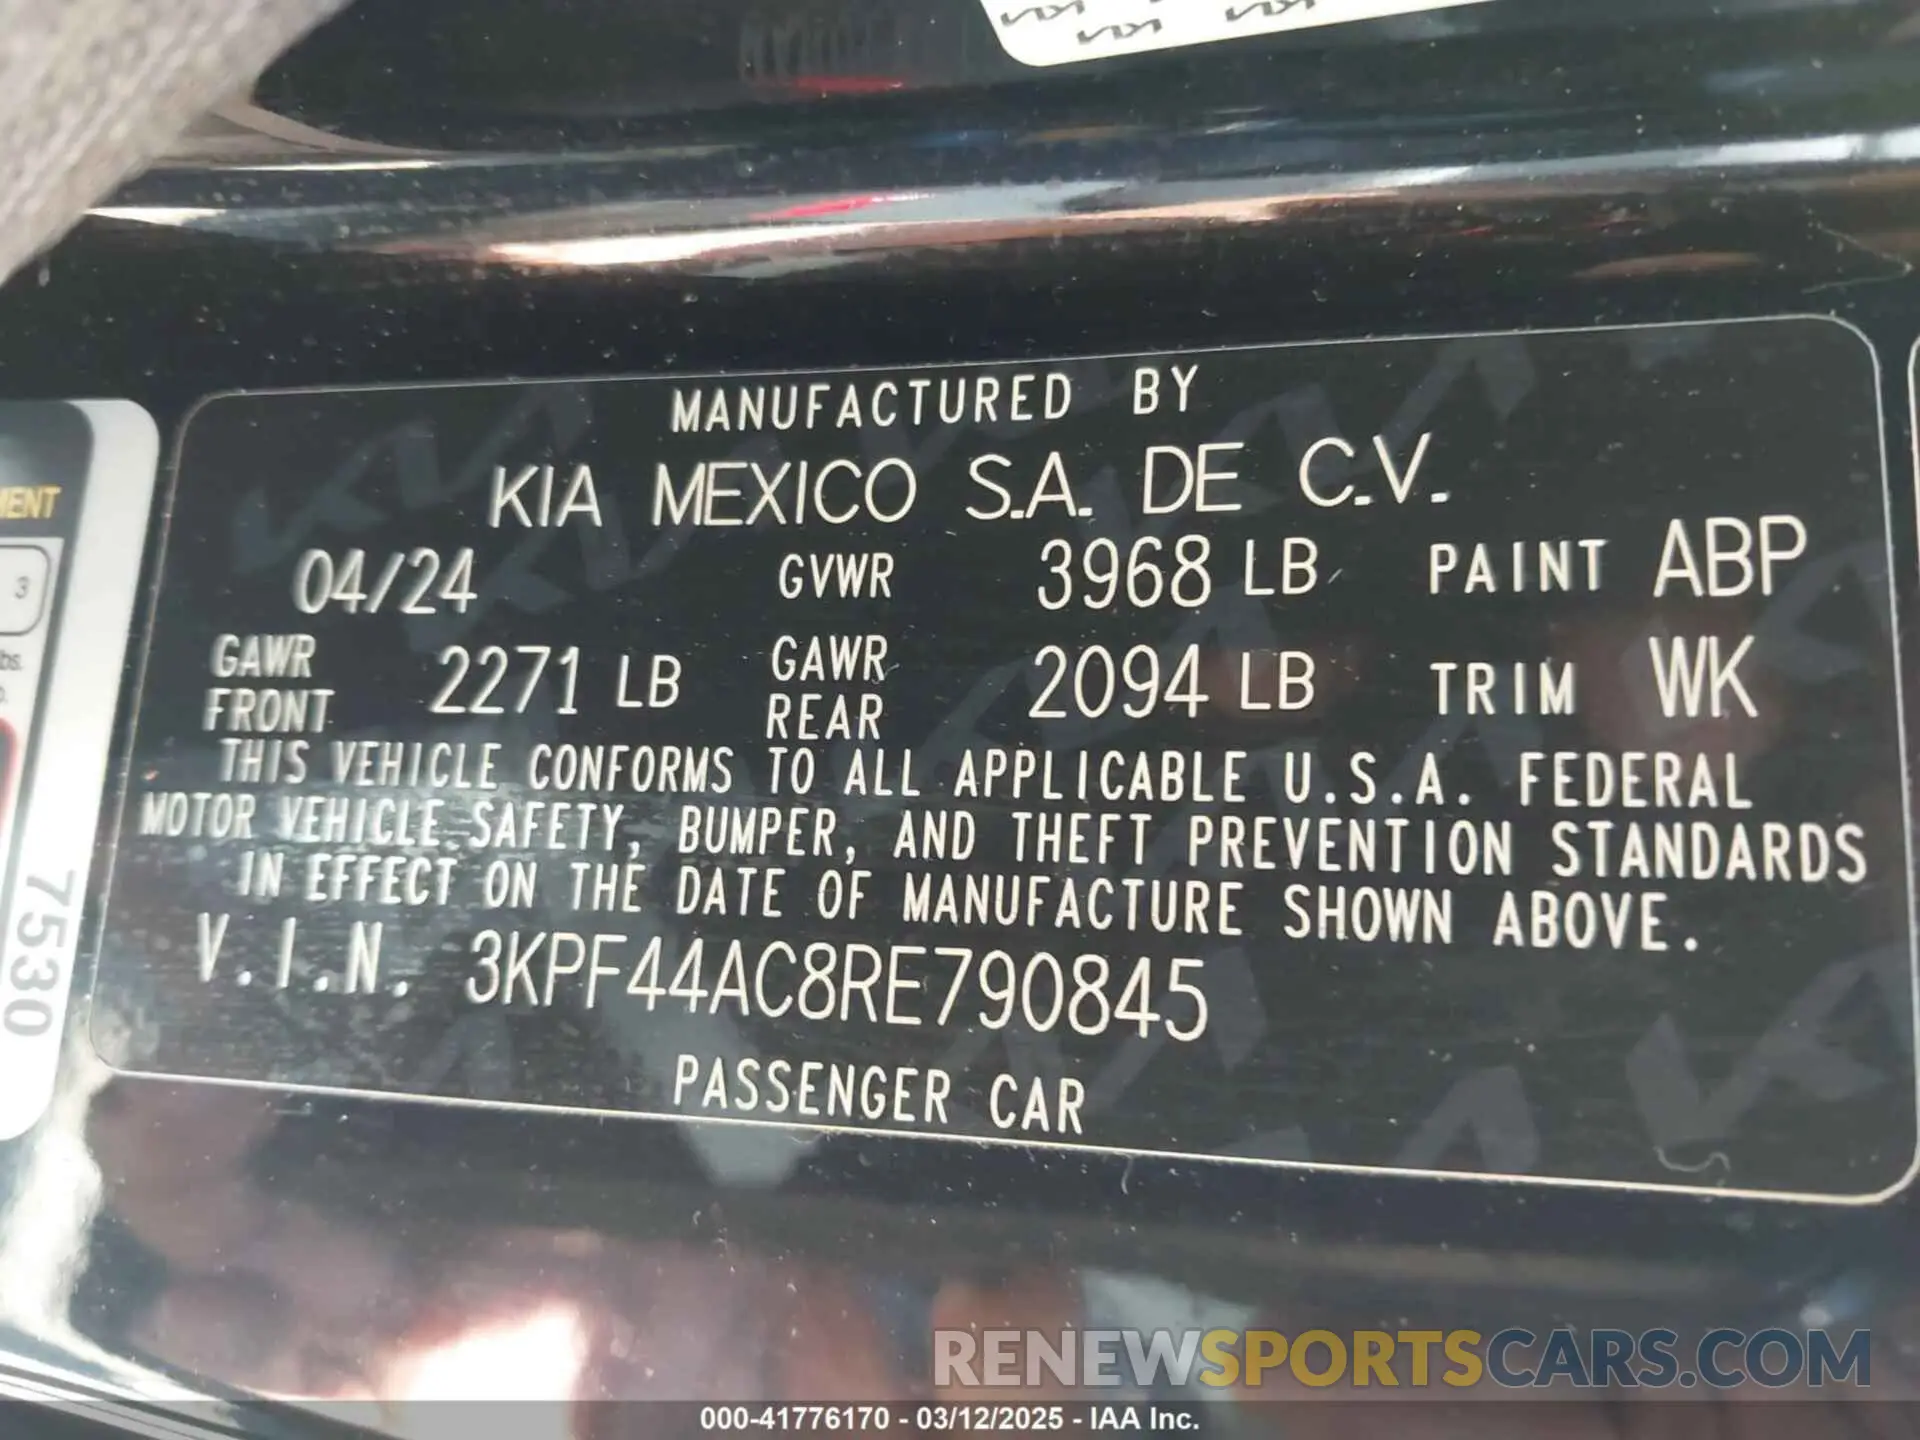 MANUFACTURED BY
KIA MEXICO S.A. DE C.V.
04/24 GVWR 3968 LB PAINT ABP
GAWR FRONT 2271 LB GAWR REAR 2094 LB TRIM WK
THIS VEHICLE CONFORMS TO ALL APPLICABLE U.S.A. FEDERAL
MOTOR VEHICLE SAFETY, BUMPER, AND THEFT PREVENTION STANDARDS
IN EFFECT ON THE DATE OF MANUFACTURE SHOWN ABOVE.
V.I.N. 3KPF44AC8RE790845
PASSENGER CAR
3
7530
RENEWSPORTSCARS.COM
000-41776170 - 03/12/2025 - IAA Inc.